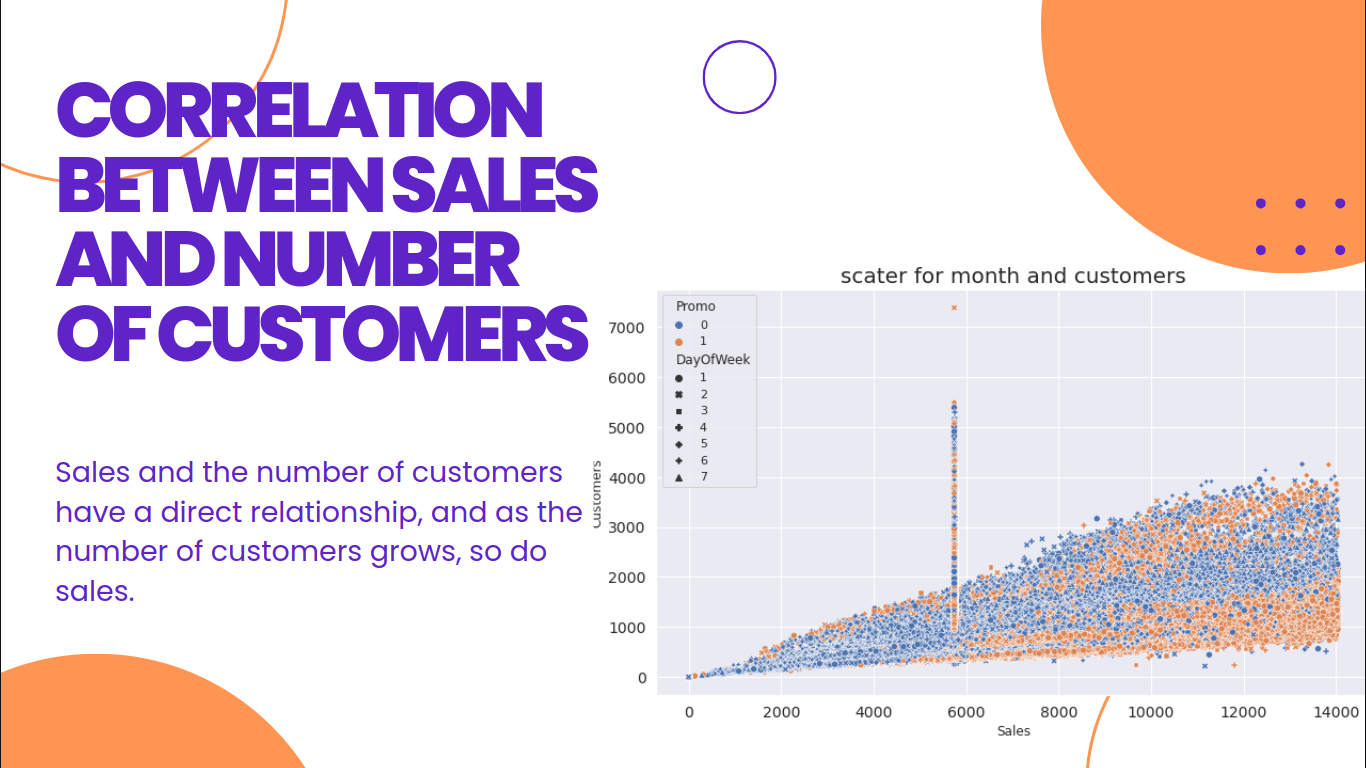 CORRELATION
BETWEEN SALES
AND NUMBER
OF CUSTOMERS
Sales and the number of customers
have a direct relationship, and as the
number of customers grows, so do
sales.
scater for month and customers
Promo
0
1
DayOfWeek
1
2
3
4
5
6
7
7000
6000
5000
4000
3000
2000
1000
0
Customers
0 2000 4000 6000 8000 10000 12000 14000
Sales